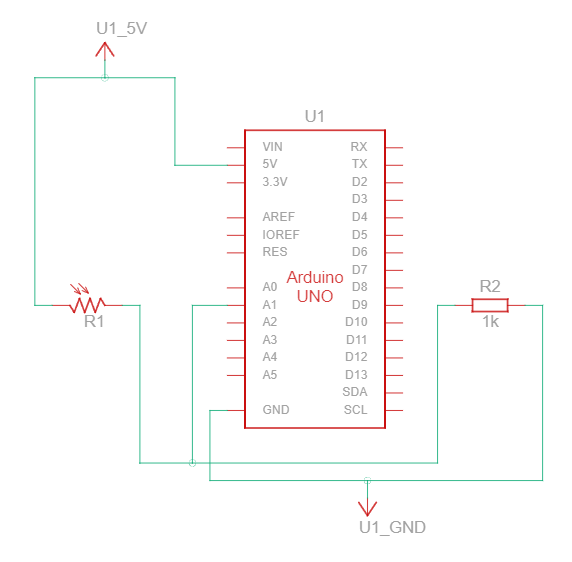 U1_5V
U1
VIN
5V
3.3V
AREF
IOREF
RES
A0
A1
A2
A3
A4
A5
GND
Arduino
UNO
RX
TX
D2
D3
D4
D5
D6
D7
D8
D9
D10
D11
D12
D13
SDA
SCL
R1
R2
1k
U1_GND